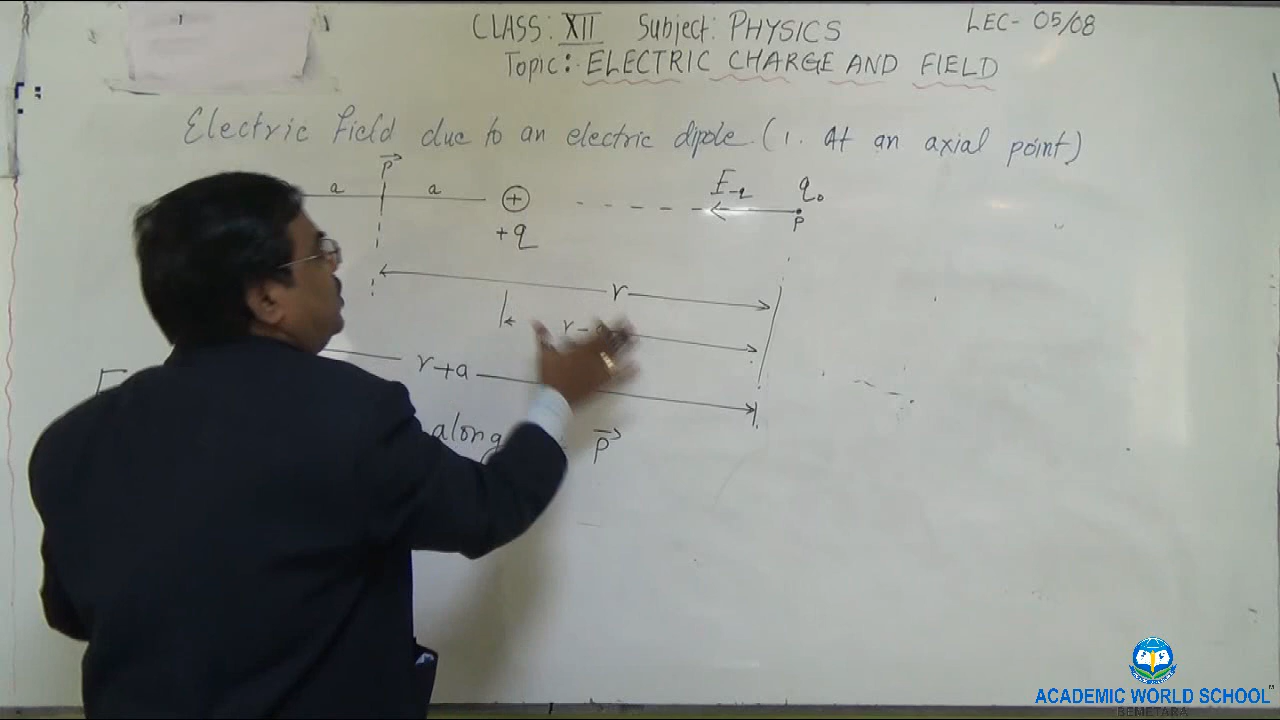 CLASS: XII Subject: PHYSICS LEC- 05/08
Topic: ELECTRIC CHARGE AND FIELD
Electric Field due to an electric dipole. (1. At an axial point)
p⃗
a a + E-q q₀
+q P
r
r-
r+a
along p⃗
ACADEMIC WORLD SCHOOL
BEMETARA